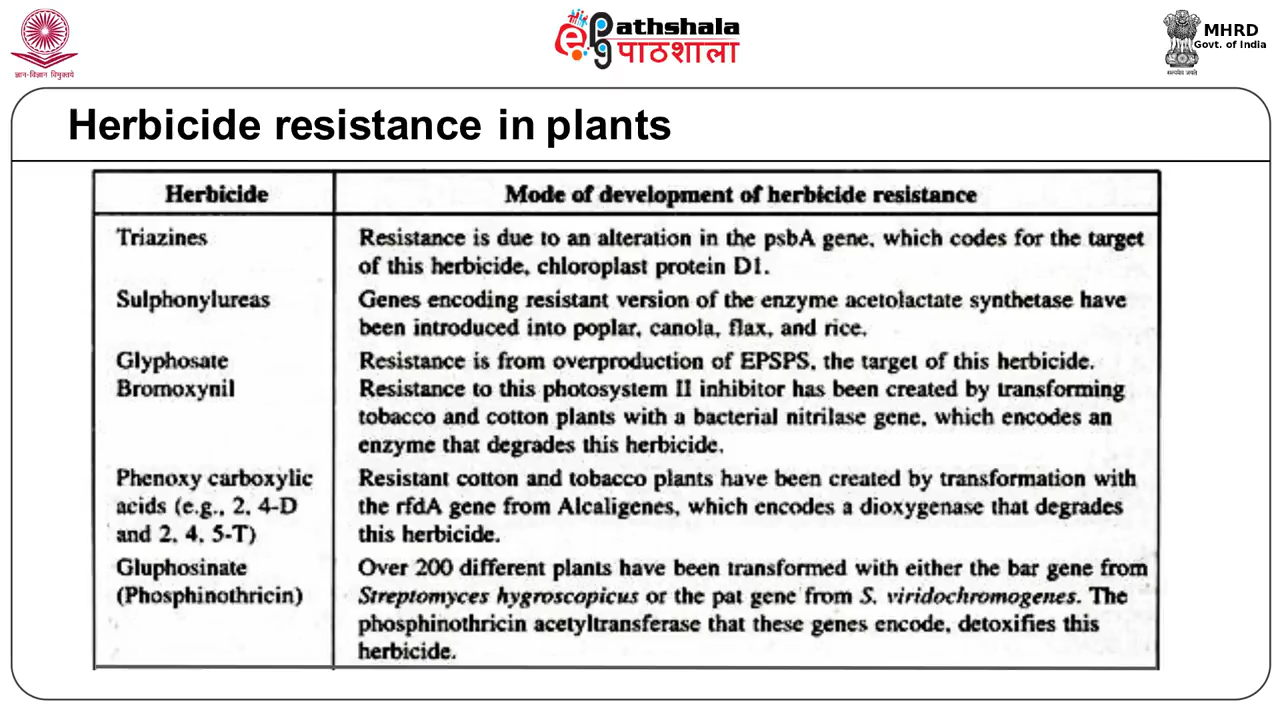 ज्ञान-विज्ञान विमुक्तये
ePathshala
पाठशाला
MHRD
Govt. of India
सत्यमेव जयते
Herbicide resistance in plants
Herbicide Mode of development of herbicide resistance
Triazines Resistance is due to an alteration in the psbA gene, which codes for the target
of this herbicide, chloroplast protein D1.
Sulphonylureas Genes encoding resistant version of the enzyme acetolactate synthetase have
been introduced into poplar, canola, flax, and rice.
Glyphosate Resistance is from overproduction of EPSPS, the target of this herbicide.
Bromoxynil Resistance to this photosystem II inhibitor has been created by transforming
tobacco and cotton plants with a bacterial nitrilase gene, which encodes an
enzyme that degrades this herbicide.
Phenoxy carboxylic Resistant cotton and tobacco plants have been created by transformation with
acids (e.g., 2, 4-D the rfdA gene from Alcaligenes, which encodes a dioxygenase that degrades
and 2, 4, 5-T) this herbicide.
Gluphosinate Over 200 different plants have been transformed with either the bar gene from
(Phosphinothricin) Streptomyces hygroscopicus or the pat gene from S. viridochromogenes. The
phosphinothricin acetyltransferase that these genes encode, detoxifies this
herbicide.